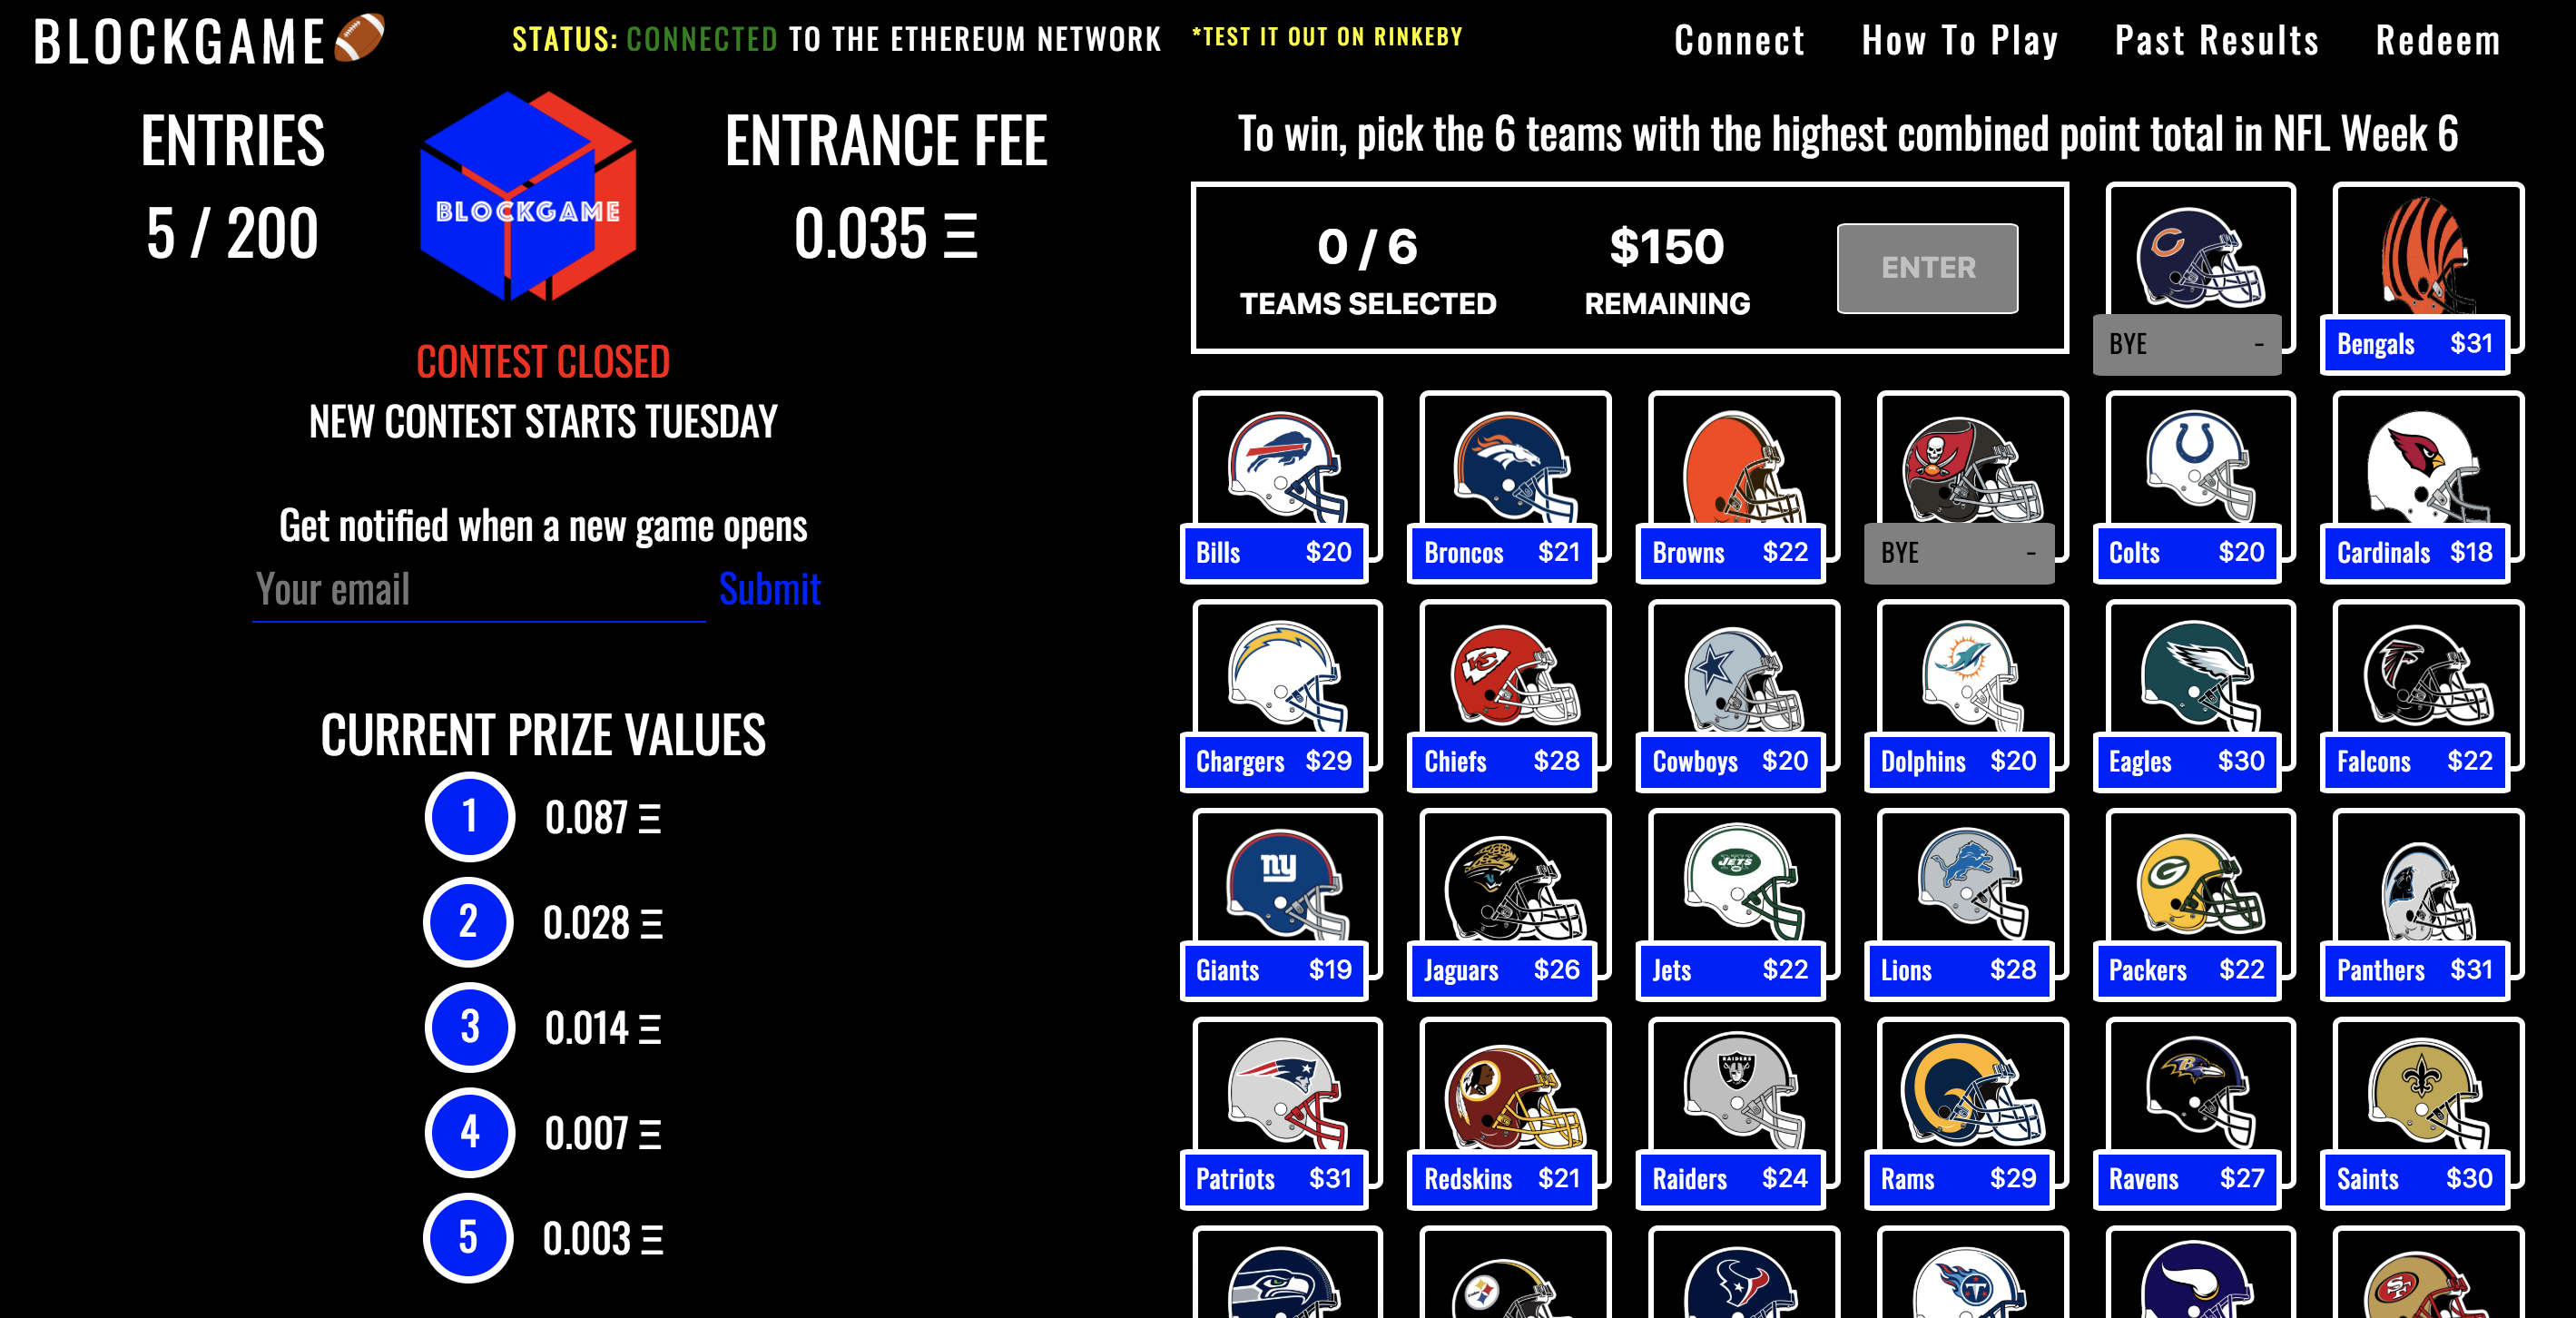 BLOCKGAME
STATUS: CONNECTED TO THE ETHEREUM NETWORK
*TEST IT OUT ON RINKEBY
Connect
How To Play
Past Results
Redeem
ENTRIES
5 / 200
BLOCKGAME
ENTRANCE FEE
0.035 Ξ
CONTEST CLOSED
NEW CONTEST STARTS TUESDAY
Get notified when a new game opens
Your email
Submit
CURRENT PRIZE VALUES
1 0.087 Ξ
2 0.028 Ξ
3 0.014 Ξ
4 0.007 Ξ
5 0.003 Ξ
To win, pick the 6 teams with the highest combined point total in NFL Week 6
0 / 6
TEAMS SELECTED
$150
REMAINING
ENTER
BYE -
Bengals $31
Bills $20
Broncos $21
Browns $22
BYE -
Colts $20
Cardinals $18
Chargers $29
Chiefs $28
Cowboys $20
Dolphins $20
Eagles $30
Falcons $22
ny
Giants $19
Jaguars $26
JETS
Jets $22
Lions $28
G
Packers $22
Panthers $31
Patriots $31
Redskins $21
RAIDERS
Raiders $24
Rams $29
B
Ravens $27
Saints $30
T
SF